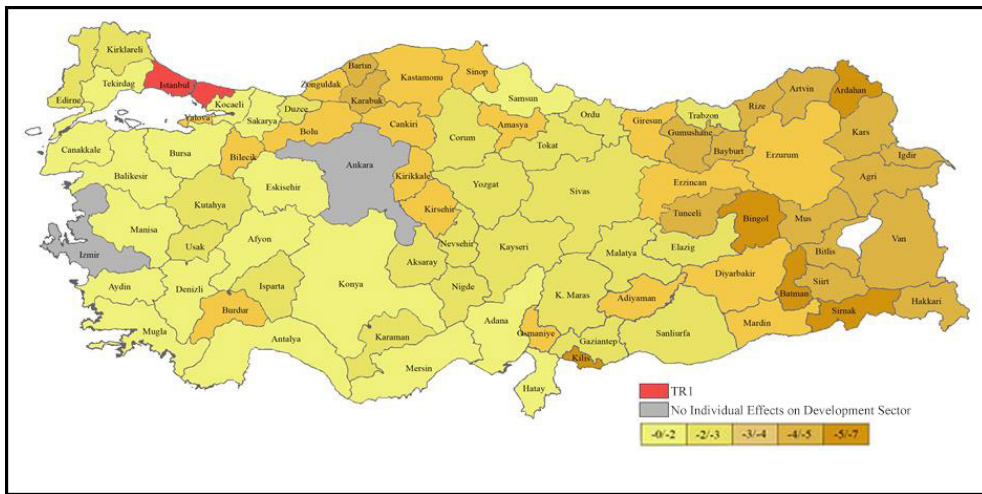 Kirklareli
Edirne
Tekirdag
Istanbul
Kocaeli
Yalova
Sakarya
Duzce
Zonguldak
Bartın
Karabuk
Kastamonu
Sinop
Samsun
Ordu
Giresun
Trabzon
Gumushane
Bayburt
Rize
Artvin
Ardahan
Kars
Igdir
Canakkale
Balikesir
Bursa
Bilecik
Bolu
Cankiri
Corum
Amasya
Tokat
Erzurum
Agri
Eskisehir
Ankara
Kirikkale
Yozgat
Sivas
Erzincan
Kutahya
Kirsehir
Tunceli
Bingol
Mus
Manisa
Usak
Afyon
Nevsehir
Kayseri
Malatya
Elazig
Bitlis
Van
Izmir
Aksaray
Diyarbakir
Siirt
Batman
Aydin
Denizli
Isparta
Konya
Nigde
K. Maras
Adiyaman
Sirnak
Hakkari
Burdur
Mardin
Mugla
Antalya
Karaman
Adana
Osmaniye
Gaziantep
Sanliurfa
Mersin
Kilis
Hatay
TR1
No Individual Effects on Development Sector
-0/-2 -2/-3 -3/-4 -4/-5 -5/-7